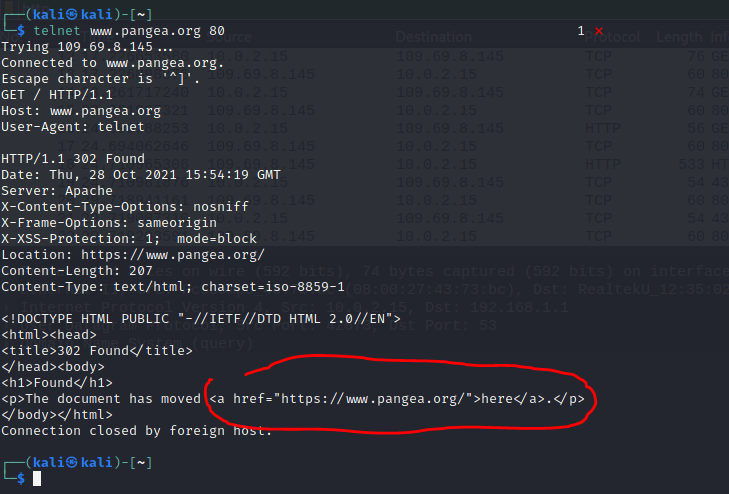 (kali㉿kali)-[~]
$ telnet www.pangea.org 80 1 ⨯
Trying 109.69.8.145...
Connected to www.pangea.org.
Escape character is '^]'.
GET / HTTP/1.1
Host: www.pangea.org
User-Agent: telnet

HTTP/1.1 302 Found
Date: Thu, 28 Oct 2021 15:54:19 GMT
Server: Apache
X-Content-Type-Options: nosniff
X-Frame-Options: sameorigin
X-XSS-Protection: 1; mode=block
Location: https://www.pangea.org/
Content-Length: 207
Content-Type: text/html; charset=iso-8859-1

<!DOCTYPE HTML PUBLIC "-//IETF//DTD HTML 2.0//EN">
<html><head>
<title>302 Found</title>
</head><body>
<h1>Found</h1>
<p>The document has moved <a href="https://www.pangea.org/">here</a>.</p>
</body></html>
Connection closed by foreign host.

(kali㉿kali)-[~]
$